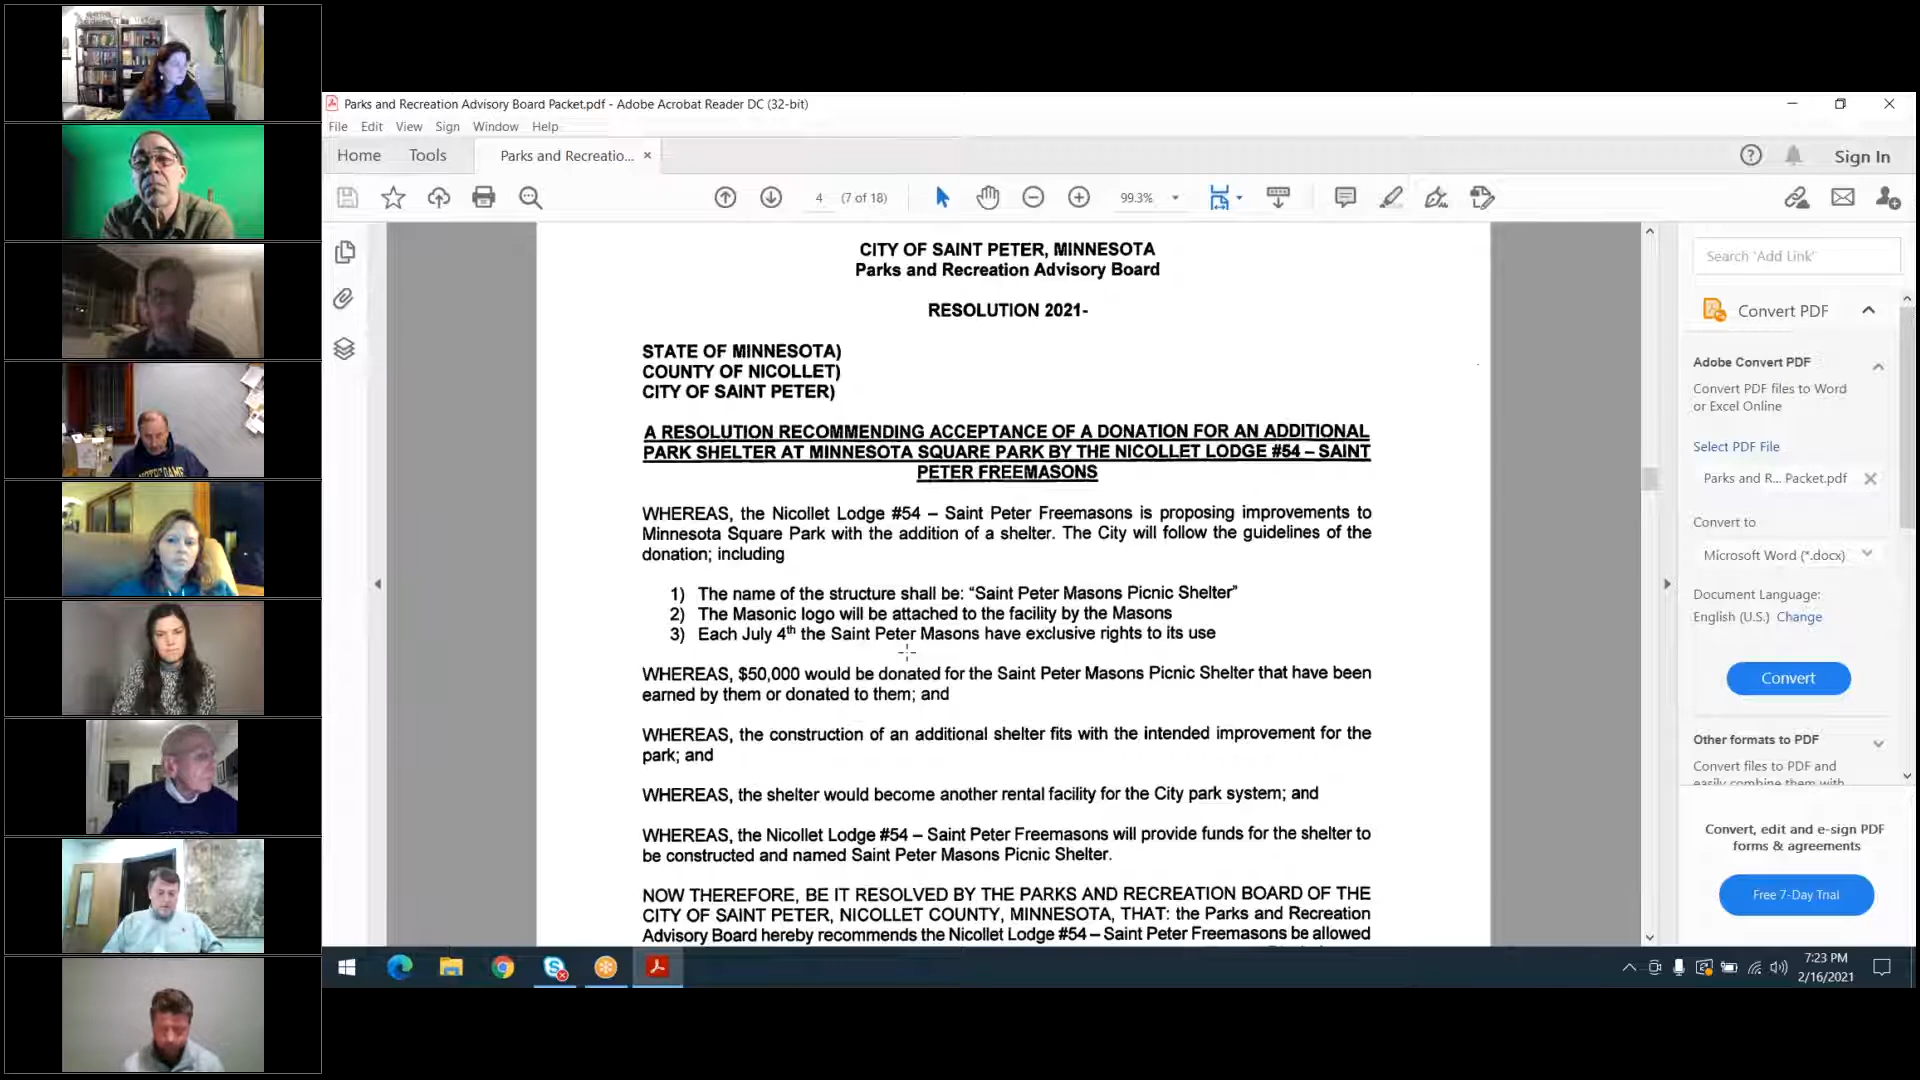 Parks and Recreation Advisory Board Packet.pdf - Adobe Acrobat Reader DC (32-bit)
File Edit View Sign Window Help
Home Tools Parks and Recreatio... × Sign In
4 (7 of 18) 99.3%
CITY OF SAINT PETER, MINNESOTA
Parks and Recreation Advisory Board
RESOLUTION 2021-
STATE OF MINNESOTA)
COUNTY OF NICOLLET)
CITY OF SAINT PETER)
A RESOLUTION RECOMMENDING ACCEPTANCE OF A DONATION FOR AN ADDITIONAL
PARK SHELTER AT MINNESOTA SQUARE PARK BY THE NICOLLET LODGE #54 – SAINT
PETER FREEMASONS
WHEREAS, the Nicollet Lodge #54 – Saint Peter Freemasons is proposing improvements to
Minnesota Square Park with the addition of a shelter. The City will follow the guidelines of the
donation; including
1) The name of the structure shall be: “Saint Peter Masons Picnic Shelter”
2) The Masonic logo will be attached to the facility by the Masons
3) Each July 4th the Saint Peter Masons have exclusive rights to its use
WHEREAS, $50,000 would be donated for the Saint Peter Masons Picnic Shelter that have been
earned by them or donated to them; and
WHEREAS, the construction of an additional shelter fits with the intended improvement for the
park; and
WHEREAS, the shelter would become another rental facility for the City park system; and
WHEREAS, the Nicollet Lodge #54 – Saint Peter Freemasons will provide funds for the shelter to
be constructed and named Saint Peter Masons Picnic Shelter.
NOW THEREFORE, BE IT RESOLVED BY THE PARKS AND RECREATION BOARD OF THE
CITY OF SAINT PETER, NICOLLET COUNTY, MINNESOTA, THAT: the Parks and Recreation
Advisory Board hereby recommends the Nicollet Lodge #54 – Saint Peter Freemasons be allowed
Search 'Add Link'
Convert PDF
Adobe Convert PDF
Convert PDF files to Word
or Excel Online
Select PDF File
Parks and R... Packet.pdf
Convert to
Microsoft Word (*.docx)
Document Language:
English (U.S.) Change
Convert
Other formats to PDF
Convert files to PDF and
easily combine them with
Convert, edit and e-sign PDF
forms & agreements
Free 7-Day Trial
7:23 PM
2/16/2021